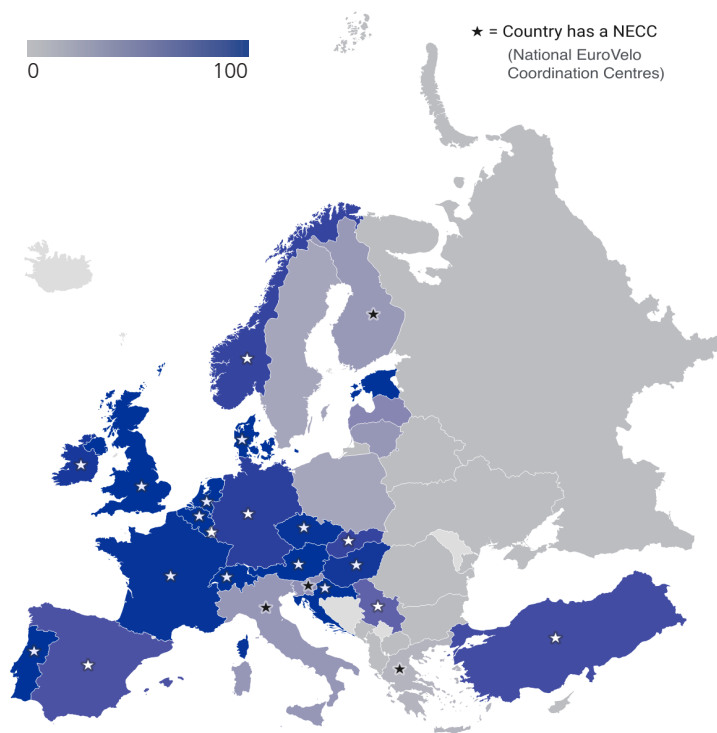 ★ = Country has a NECC
(National EuroVelo
Coordination Centres)
0 100